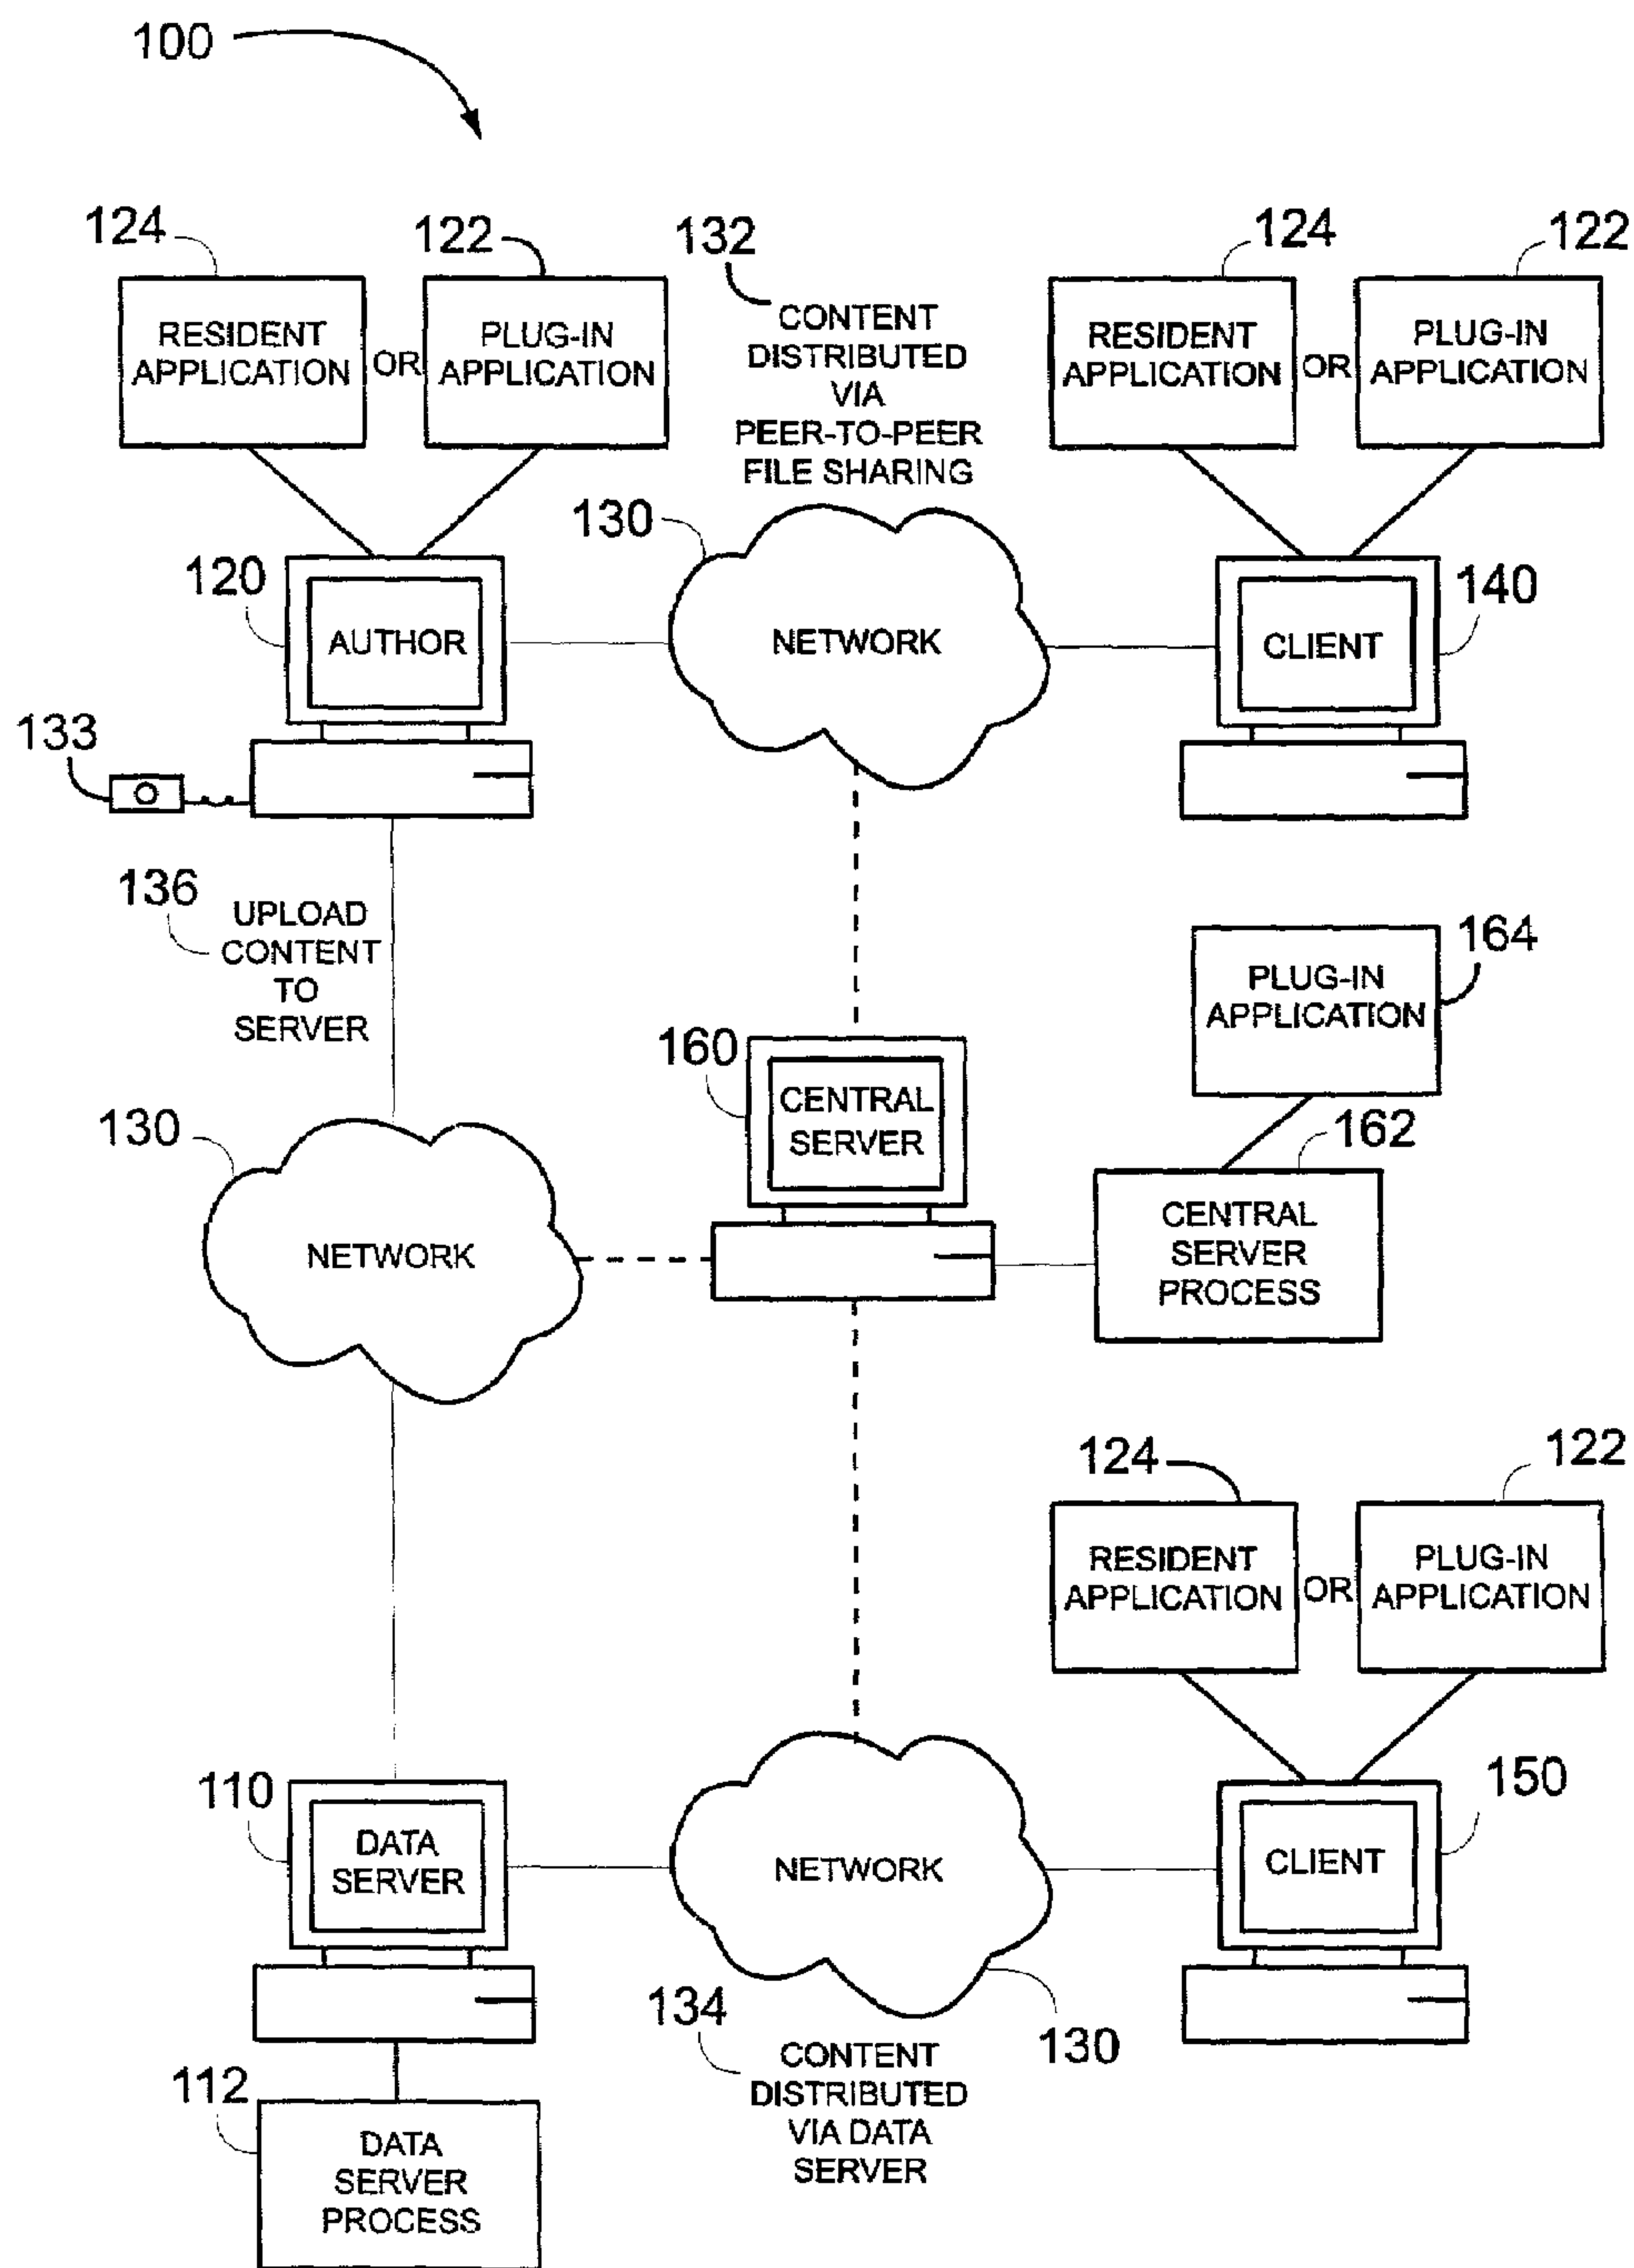 100
124
122
132
124
122
RESIDENT
APPLICATION
OR
PLUG-IN
APPLICATION
CONTENT
DISTRIBUTED
VIA
PEER-TO-PEER
FILE SHARING
RESIDENT
APPLICATION
OR
PLUG-IN
APPLICATION
130
120
AUTHOR
NETWORK
CLIENT
140
133
136
UPLOAD
CONTENT
TO
SERVER
PLUG-IN
APPLICATION
164
160
CENTRAL
SERVER
130
NETWORK
162
CENTRAL
SERVER
PROCESS
124
122
RESIDENT
APPLICATION
OR
PLUG-IN
APPLICATION
110
DATA
SERVER
NETWORK
CLIENT
150
134
130
CONTENT
DISTRIBUTED
VIA DATA
SERVER
112
DATA
SERVER
PROCESS